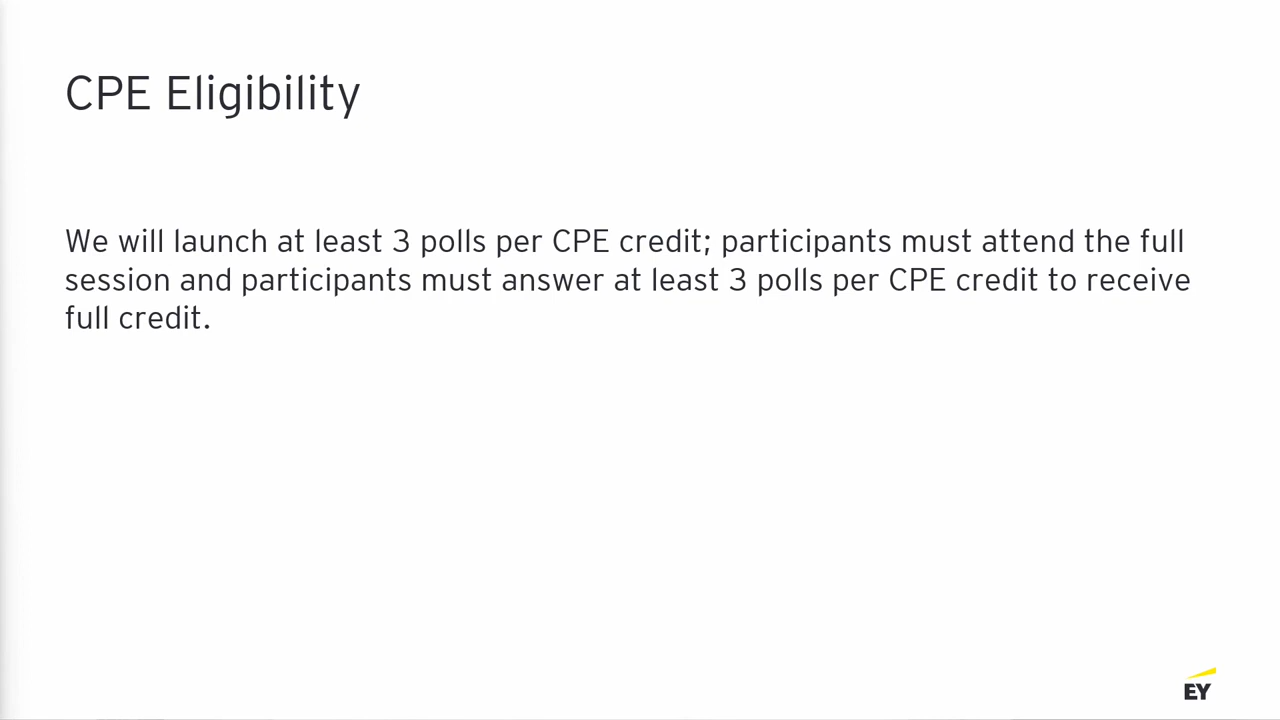 CPE Eligibility
We will launch at least 3 polls per CPE credit; participants must attend the full
session and participants must answer at least 3 polls per CPE credit to receive
full credit.
EY